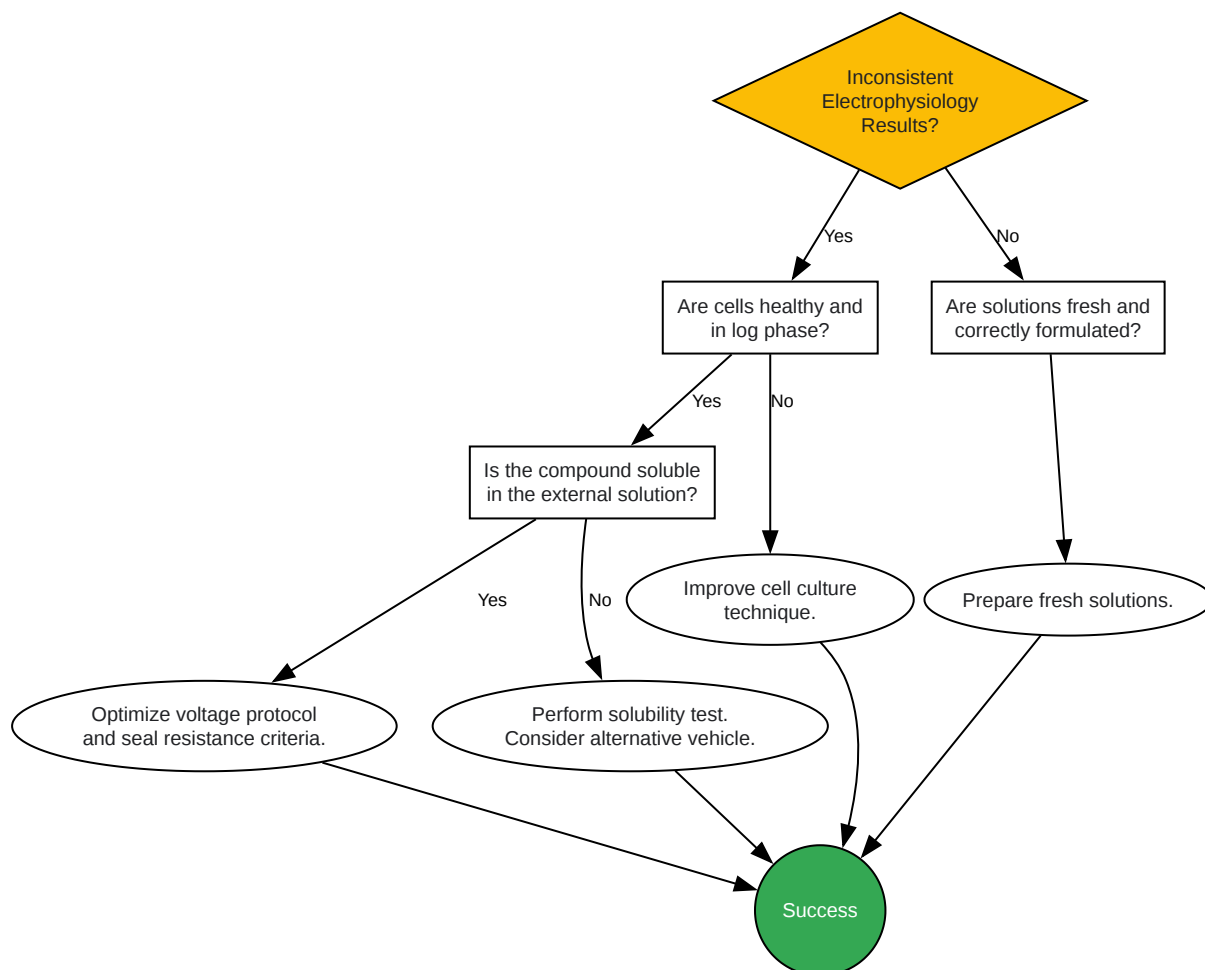 Inconsistent
Electrophysiology
Results?
Yes
No
Are cells healthy and
in log phase?
Are solutions fresh and
correctly formulated?
Yes
No
Is the compound soluble
in the external solution?
Yes
No
Improve cell culture
technique.
Prepare fresh solutions.
Optimize voltage protocol
and seal resistance criteria.
Perform solubility test.
Consider alternative vehicle.
Success